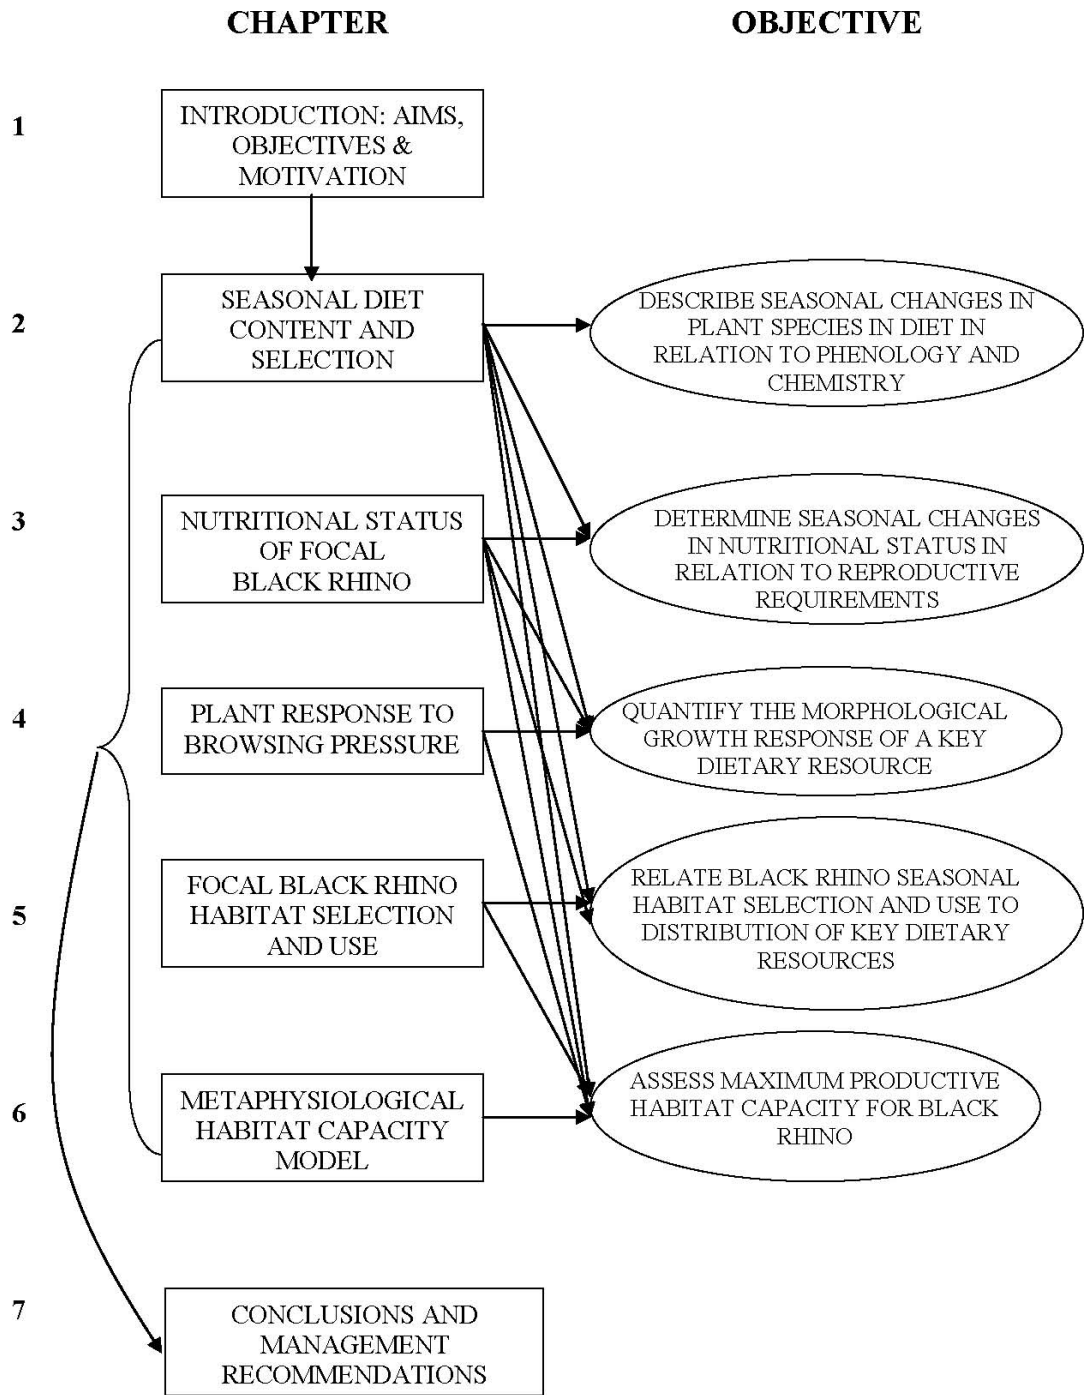 CHAPTER
OBJECTIVE
1
INTRODUCTION: AIMS,
OBJECTIVES &
MOTIVATION
2
SEASONAL DIET
CONTENT AND
SELECTION
DESCRIBE SEASONAL CHANGES IN
PLANT SPECIES IN DIET IN
RELATION TO PHENOLOGY AND
CHEMISTRY
3
NUTRITIONAL STATUS
OF FOCAL
BLACK RHINO
DETERMINE SEASONAL CHANGES
IN NUTRITIONAL STATUS IN
RELATION TO REPRODUCTIVE
REQUIREMENTS
4
PLANT RESPONSE TO
BROWSING PRESSURE
QUANTIFY THE MORPHOLOGICAL
GROWTH RESPONSE OF A KEY
DIETARY RESOURCE
5
FOCAL BLACK RHINO
HABITAT SELECTION
AND USE
RELATE BLACK RHINO SEASONAL
HABITAT SELECTION AND USE TO
DISTRIBUTION OF KEY DIETARY
RESOURCES
6
METAPHYSIOLOGICAL
HABITAT CAPACITY
MODEL
ASSESS MAXIMUM PRODUCTIVE
HABITAT CAPACITY FOR BLACK
RHINO
7
CONCLUSIONS AND
MANAGEMENT
RECOMMENDATIONS